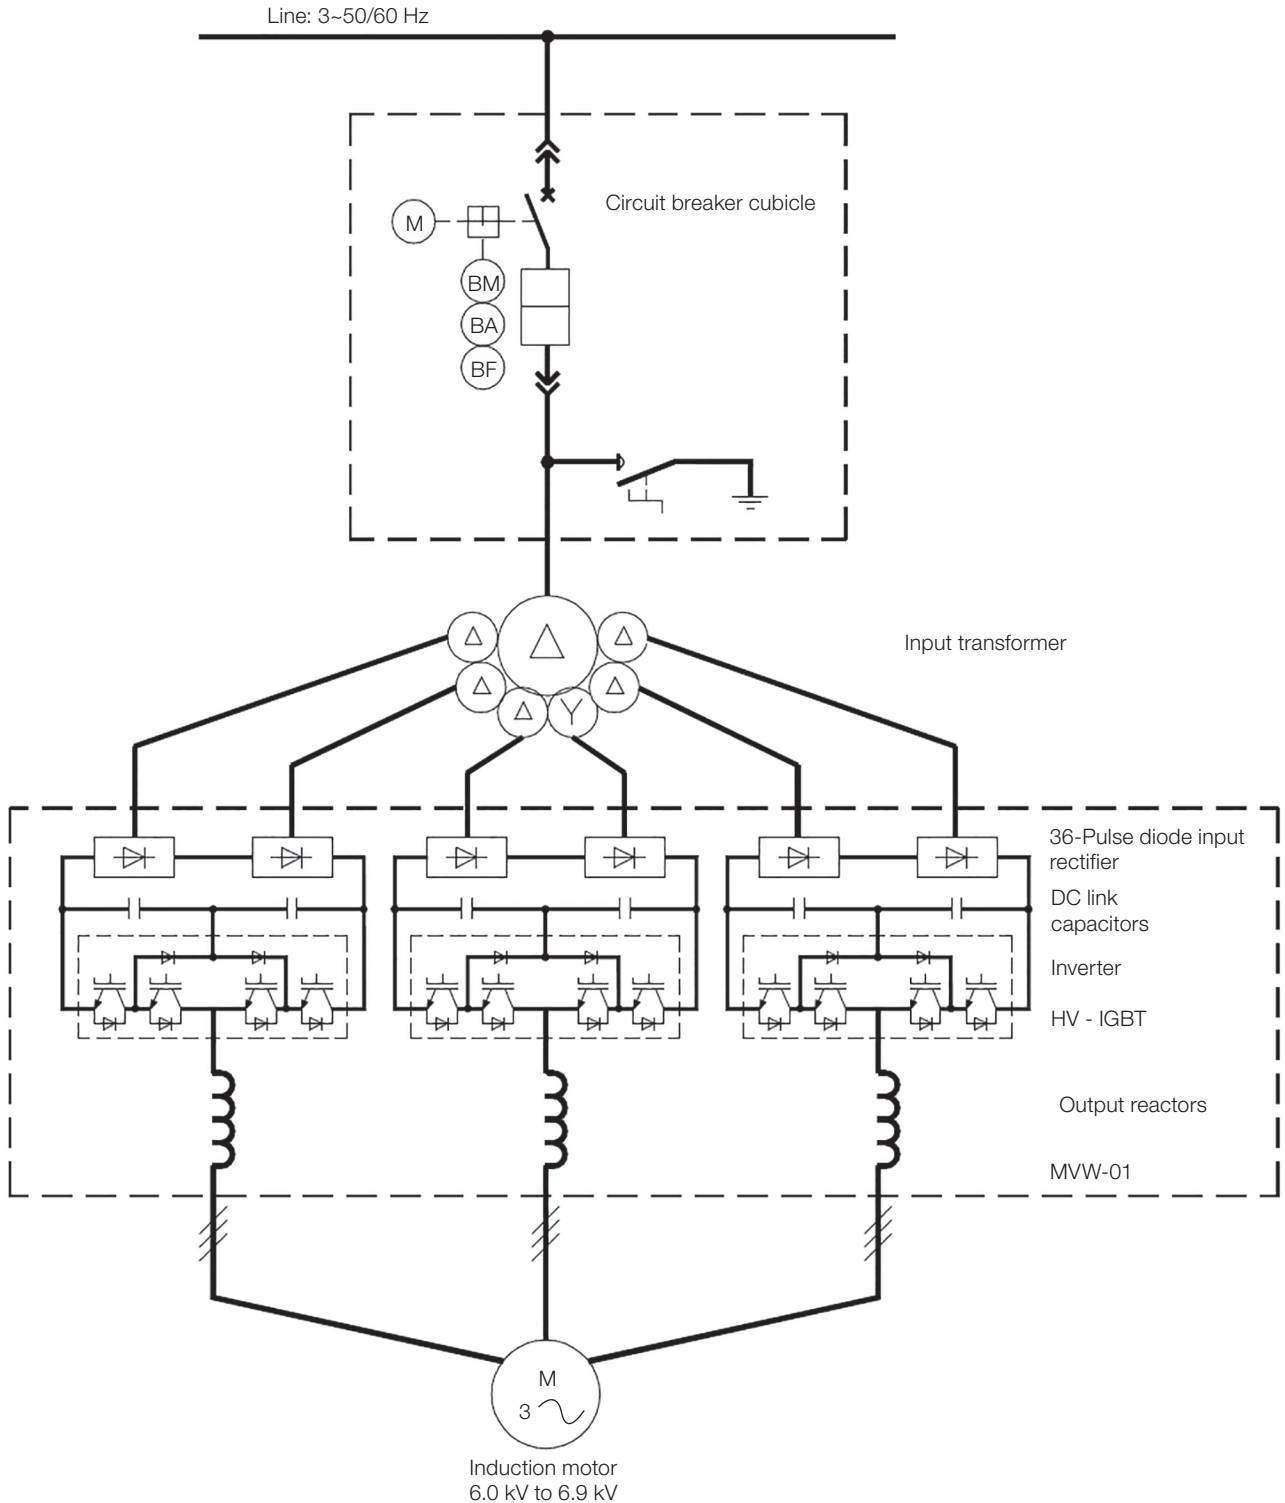 Line: 3~50/60 Hz
Circuit breaker cubicle
M
BM
BA
BF
Input transformer
Y
36-Pulse diode input
rectifier
DC link
capacitors
Inverter
HV - IGBT
Output reactors
MVW-01
M
3
Induction motor
6.0 kV to 6.9 kV